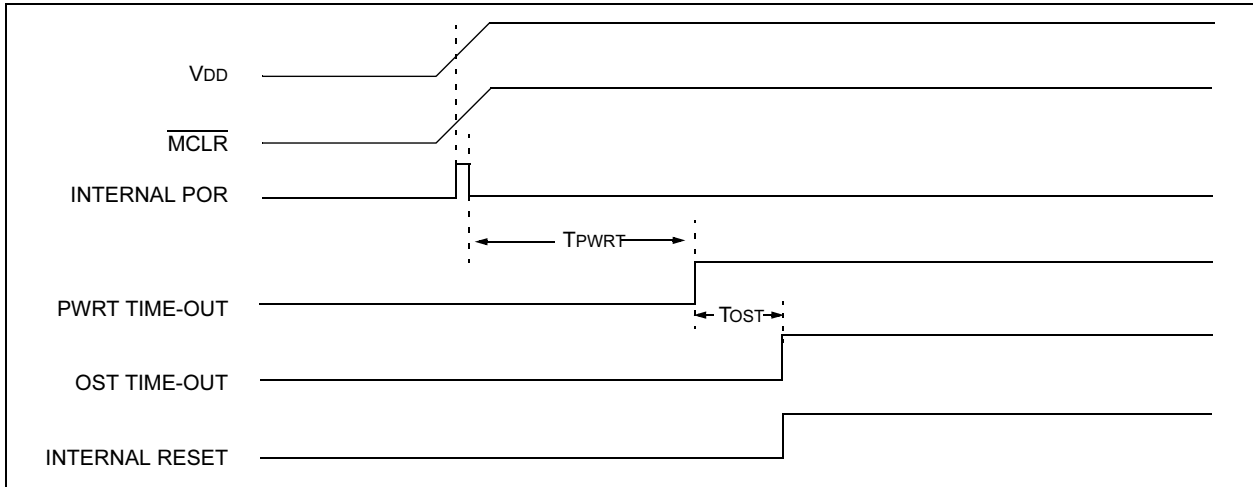 VDD
MCLR
INTERNAL POR
TPWRT
PWRT TIME-OUT
TOST
OST TIME-OUT
INTERNAL RESET